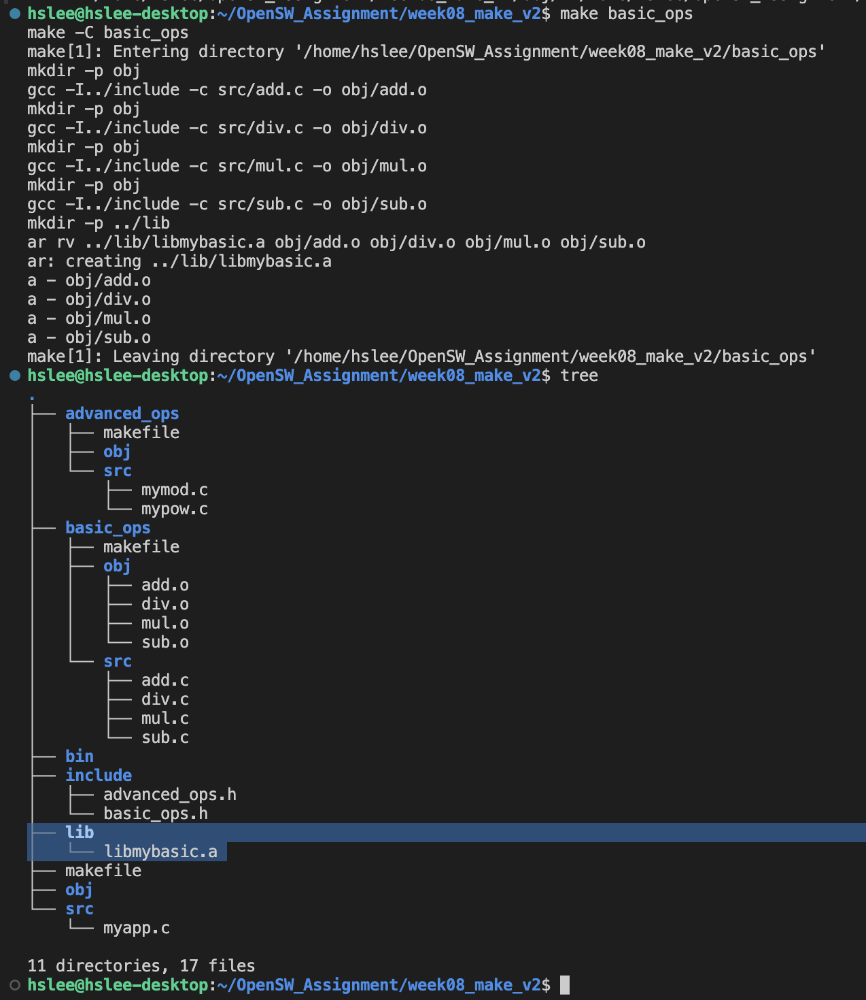 hslee@hslee-desktop:~/OpenSW_Assignment/week08_make_v2$ make basic_ops
make -C basic_ops
make[1]: Entering directory '/home/hslee/OpenSW_Assignment/week08_make_v2/basic_ops'
mkdir -p obj
gcc -I../include -c src/add.c -o obj/add.o
mkdir -p obj
gcc -I../include -c src/div.c -o obj/div.o
mkdir -p obj
gcc -I../include -c src/mul.c -o obj/mul.o
mkdir -p obj
gcc -I../include -c src/sub.c -o obj/sub.o
mkdir -p ../lib
ar rv ../lib/libmybasic.a obj/add.o obj/div.o obj/mul.o obj/sub.o
ar: creating ../lib/libmybasic.a
a - obj/add.o
a - obj/div.o
a - obj/mul.o
a - obj/sub.o
make[1]: Leaving directory '/home/hslee/OpenSW_Assignment/week08_make_v2/basic_ops'
hslee@hslee-desktop:~/OpenSW_Assignment/week08_make_v2$ tree
.
├── advanced_ops
│   ├── makefile
│   ├── obj
│   └── src
│       ├── mymod.c
│       └── mypow.c
├── basic_ops
│   ├── makefile
│   ├── obj
│   │   ├── add.o
│   │   ├── div.o
│   │   ├── mul.o
│   │   └── sub.o
│   └── src
│       ├── add.c
│       ├── div.c
│       ├── mul.c
│       └── sub.c
├── bin
├── include
│   ├── advanced_ops.h
│   └── basic_ops.h
├── lib
│   └── libmybasic.a
├── makefile
├── obj
└── src
    └── myapp.c

11 directories, 17 files
hslee@hslee-desktop:~/OpenSW_Assignment/week08_make_v2$